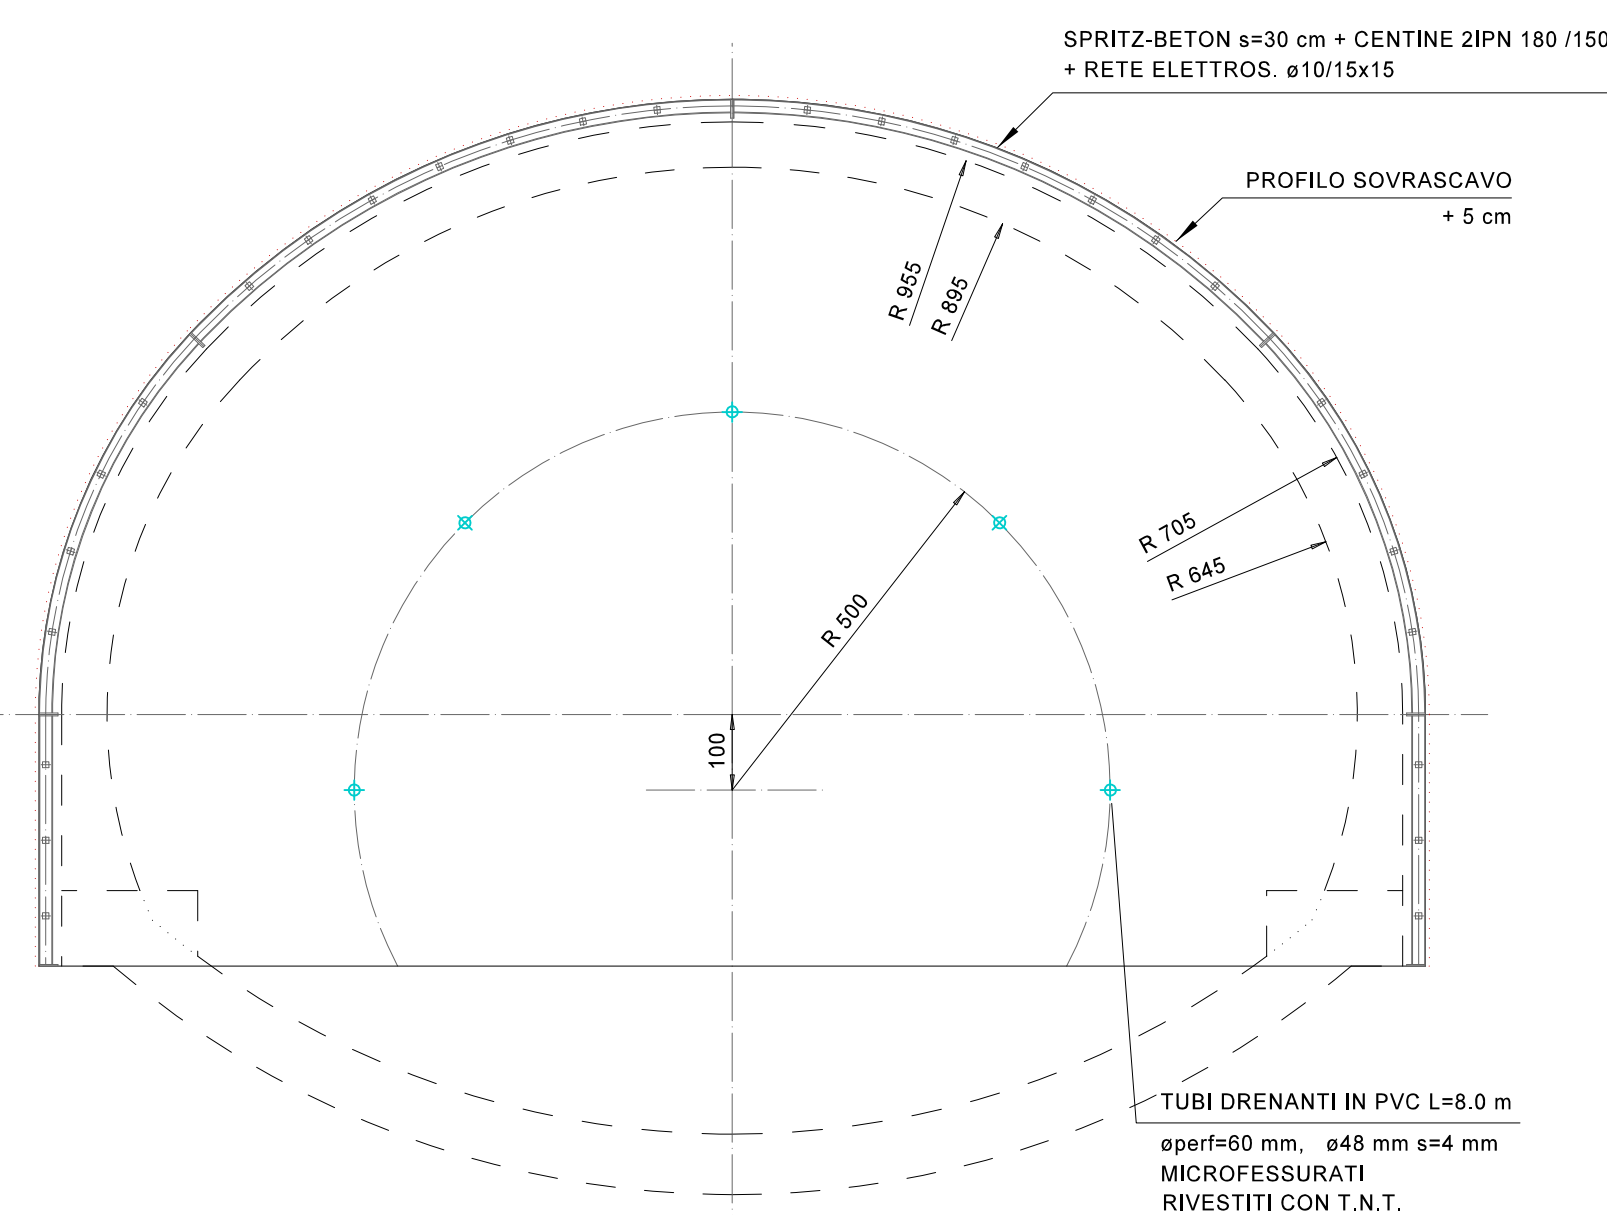 SPRITZ-BETON s=30 cm + CENTINE 2IPN 180 /150
+ RETE ELETTROS. ø10/15x15
PROFILO SOVRASCAVO
+ 5 cm
R 955
R 895
R 705
R 645
R 500
100
TUBI DRENANTI IN PVC L=8.0 m
øperf=60 mm, ø48 mm s=4 mm
MICROFESSURATI
RIVESTITI CON T.N.T.